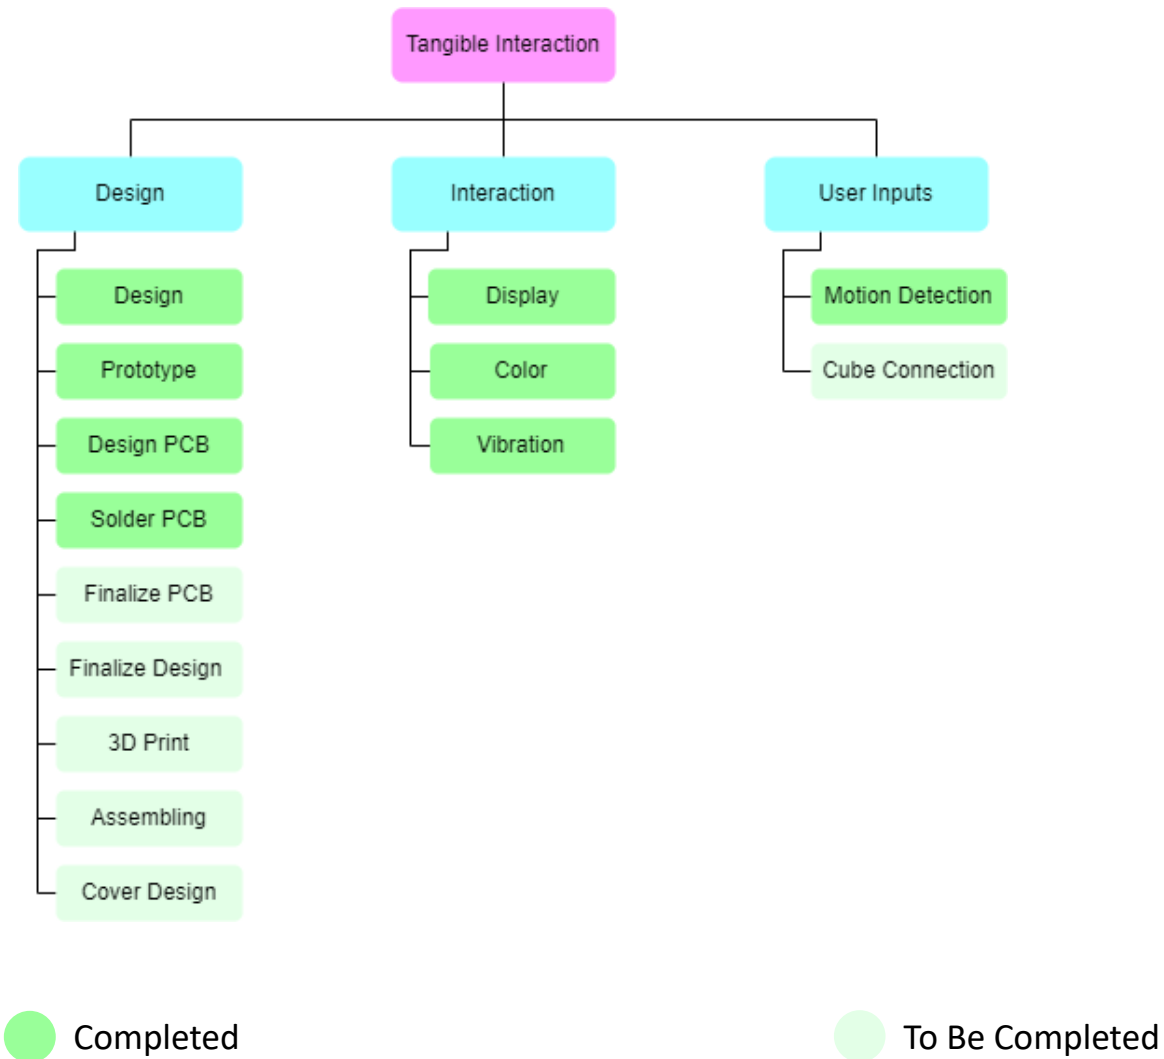 Tangible Interaction
Design
Interaction
User Inputs
Design
Prototype
Design PCB
Solder PCB
Finalize PCB
Finalize Design
3D Print
Assembling
Cover Design
Display
Color
Vibration
Motion Detection
Cube Connection
Completed
To Be Completed